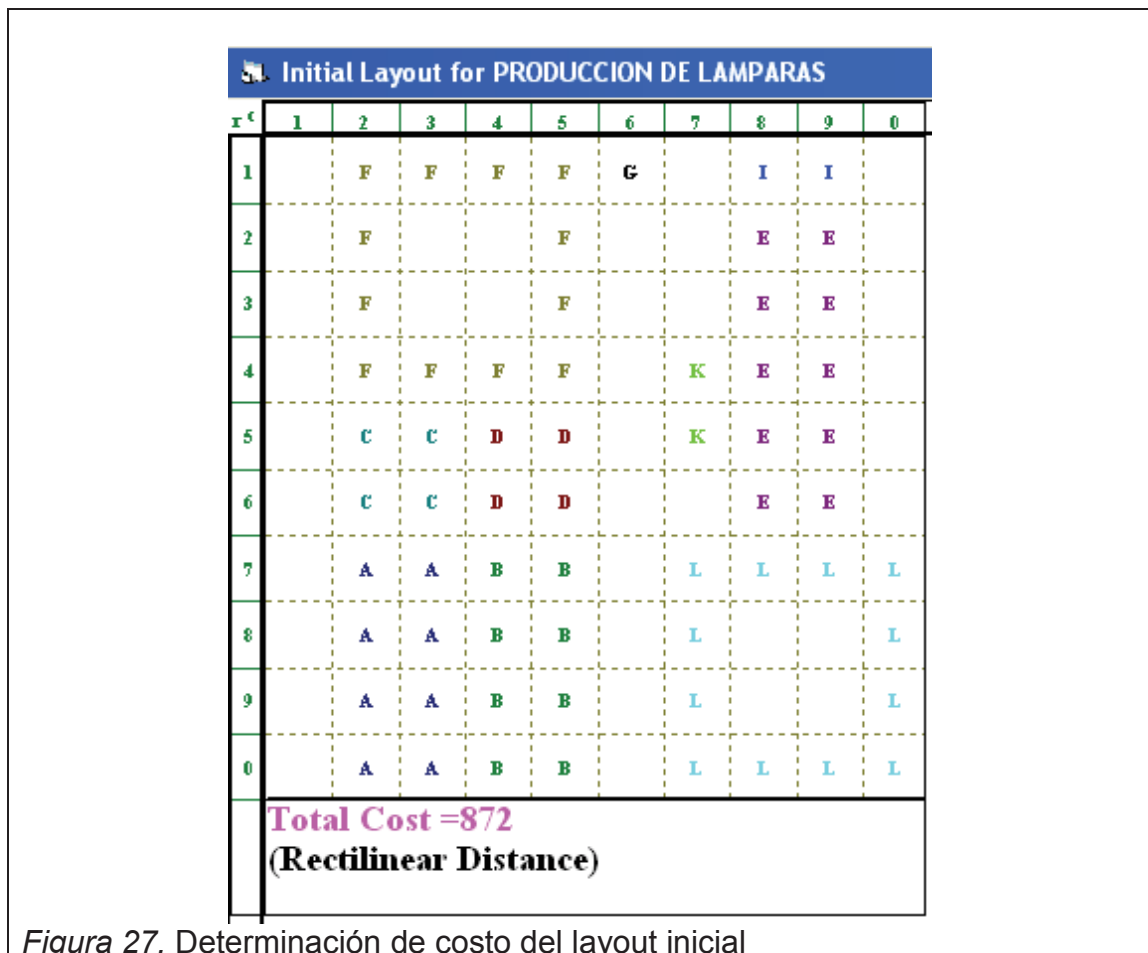 Initial Layout for PRODUCCION DE LAMPARAS
r c 1 2 3 4 5 6 7 8 9 0
1 F F F F G I I
2 F F E E
3 F F E E
4 F F F F K E E
5 C C D D K E E
6 C C D D E E
7 A A B B L L L L
8 A A B B L L
9 A A B B L L
0 A A B B L L L L
Total Cost =872
(Rectilinear Distance)
Figura 27. Determinación de costo del layout inicial